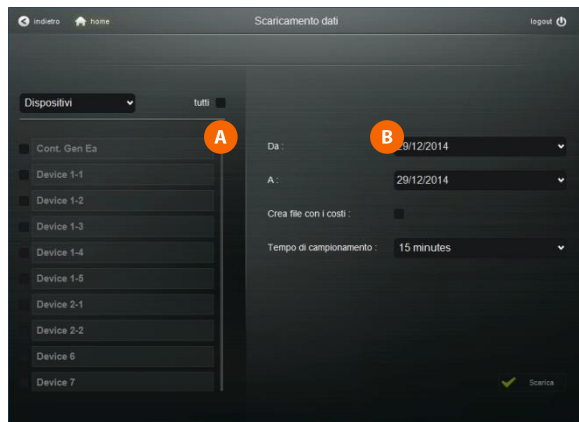 indietro home Scaricamento dati logout
Dispositivi tutti
A
B
Cont. Gen Ea
Device 1-1
Device 1-2
Device 1-3
Device 1-4
Device 1-5
Device 2-1
Device 2-2
Device 6
Device 7
Da : 29/12/2014
A : 29/12/2014
Crea file con i costi :
Tempo di campionamento : 15 minutes
Scarica